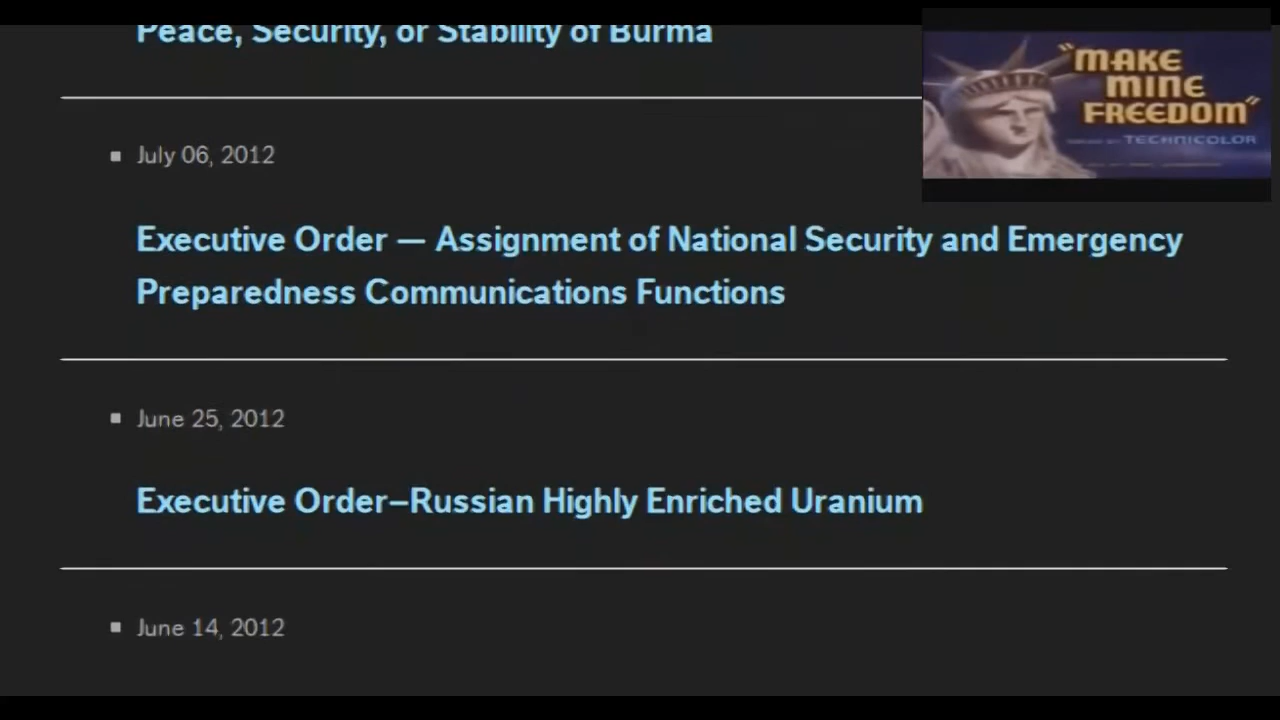 Peace, Security, or Stability of Burma
"MAKE
MINE
FREEDOM"
TECHNICOLOR
July 06, 2012
Executive Order — Assignment of National Security and Emergency
Preparedness Communications Functions
June 25, 2012
Executive Order–Russian Highly Enriched Uranium
June 14, 2012